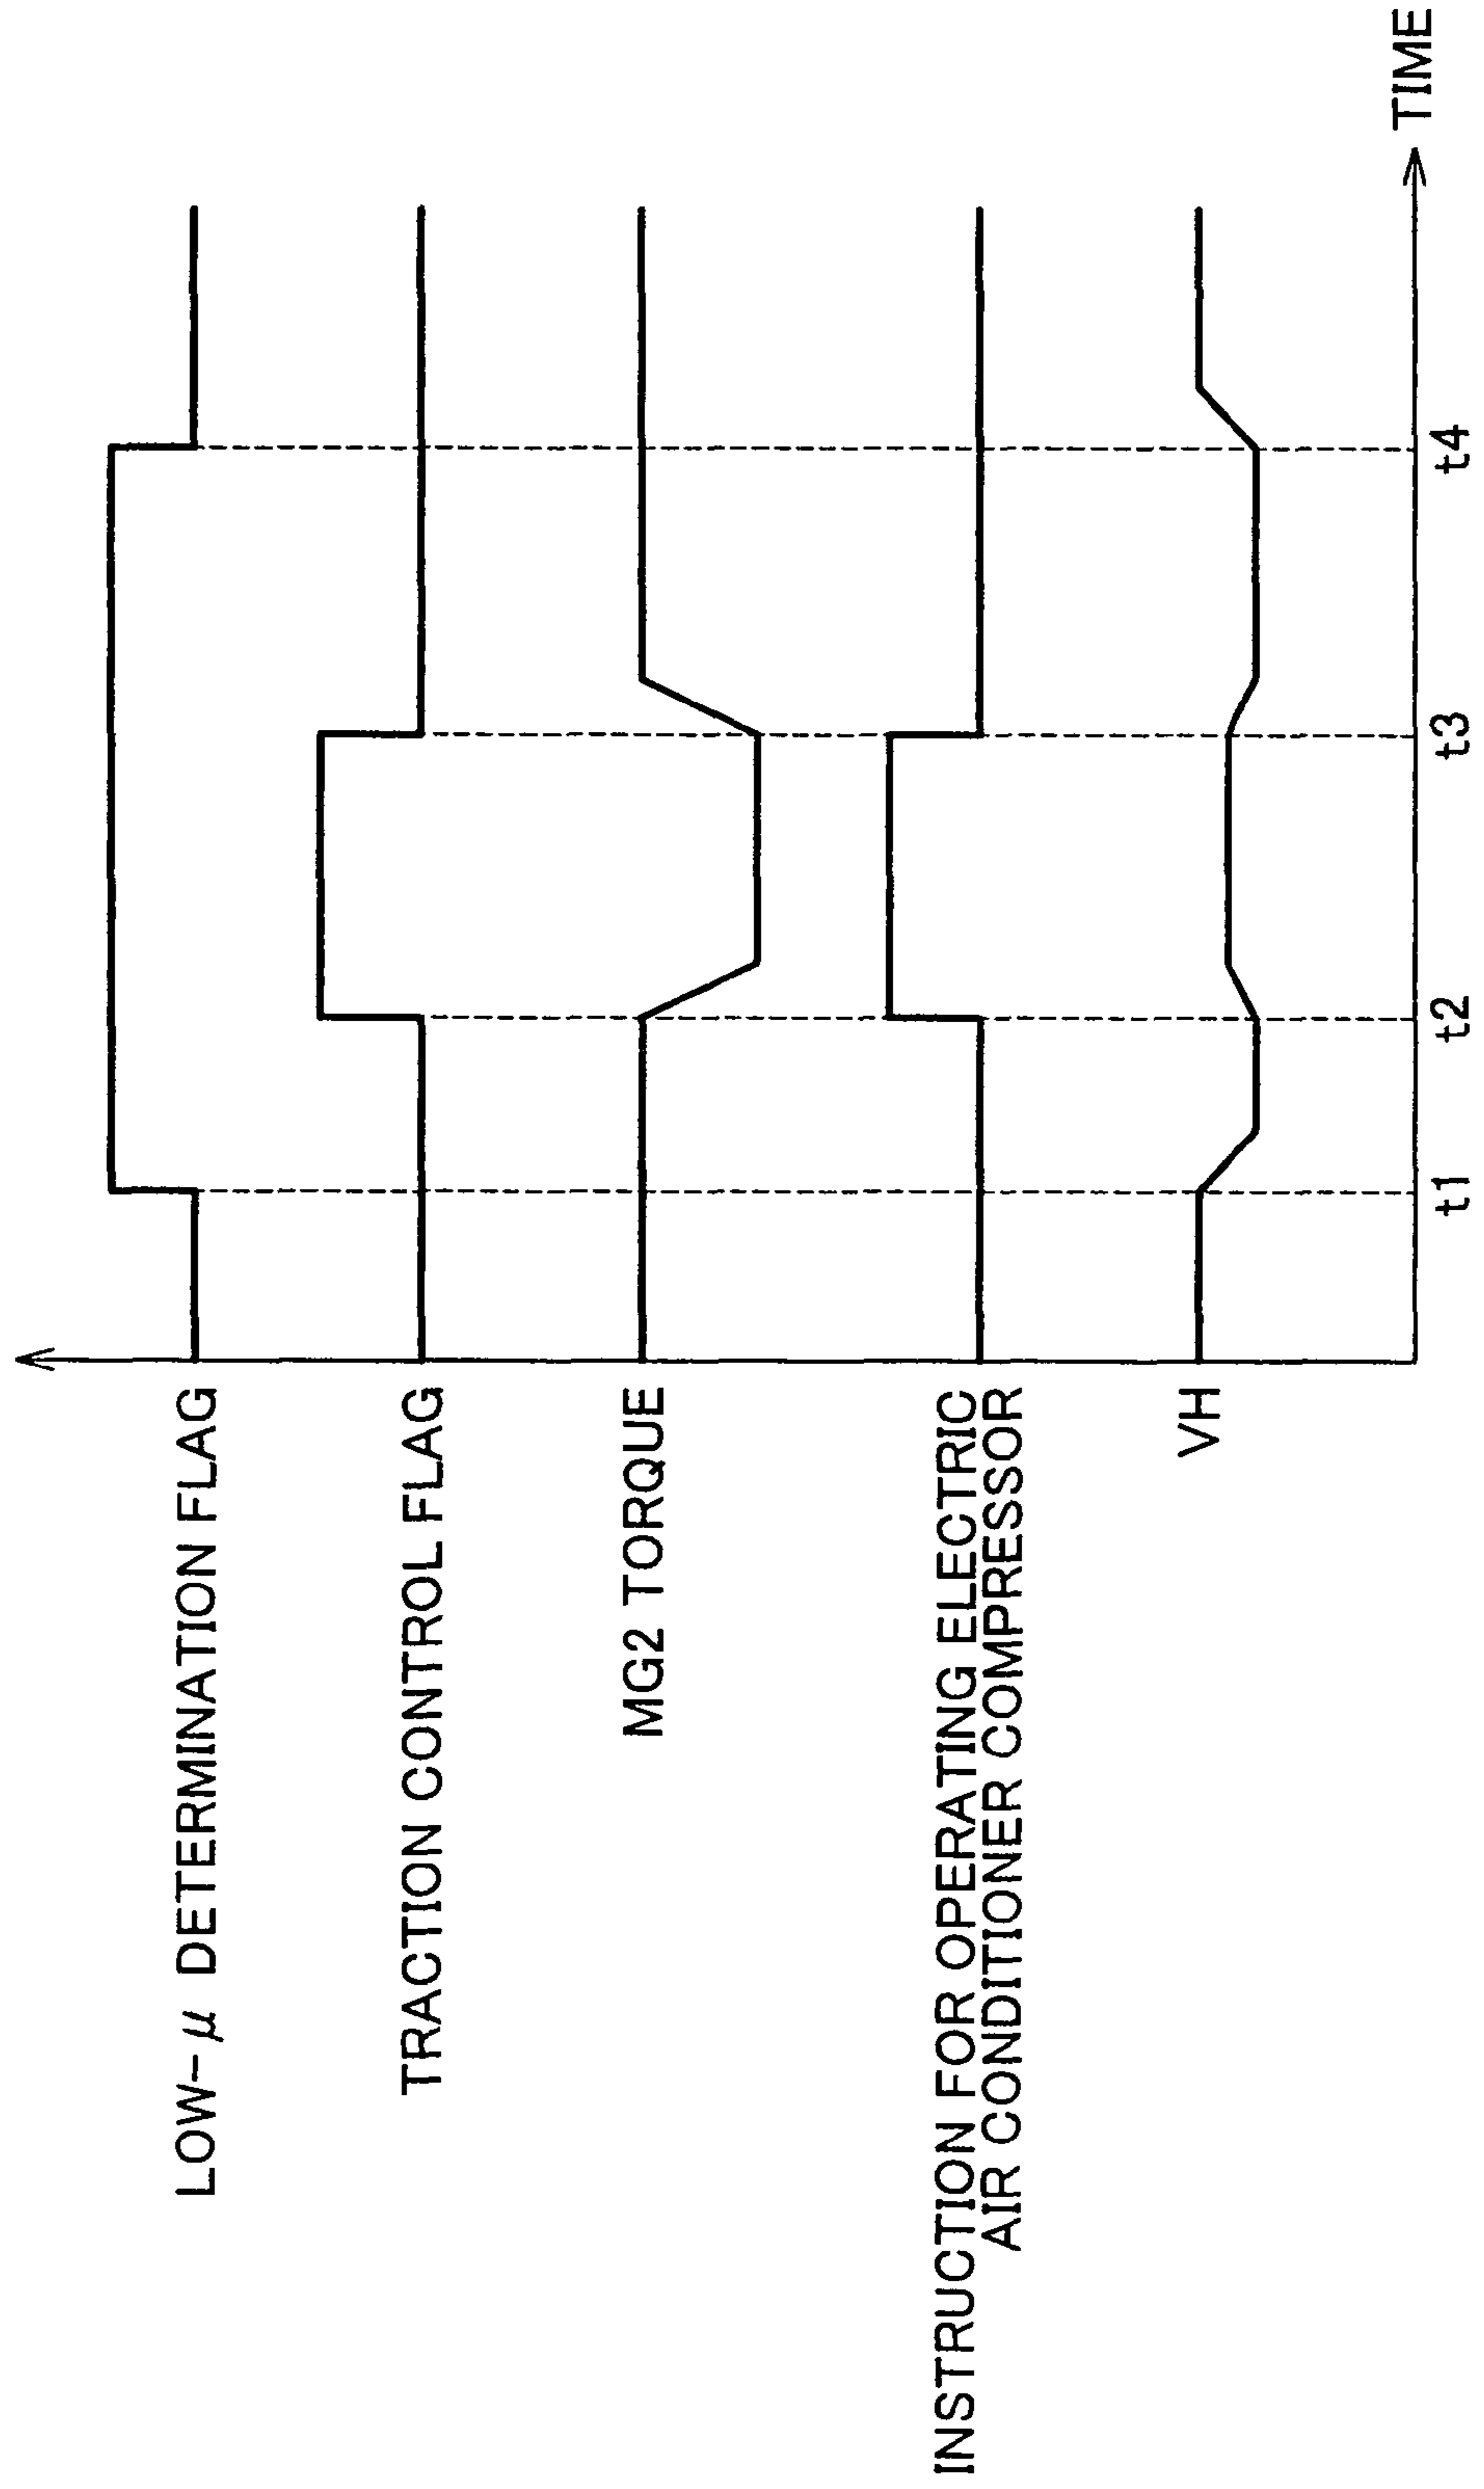 LOW-μ DETERMINATION FLAG
TRACTION CONTROL FLAG
MG2 TORQUE
INSTRUCTION FOR OPERATING ELECTRIC
AIR CONDITIONER COMPRESSOR
VH
t1
t2
t3
t4
TIME